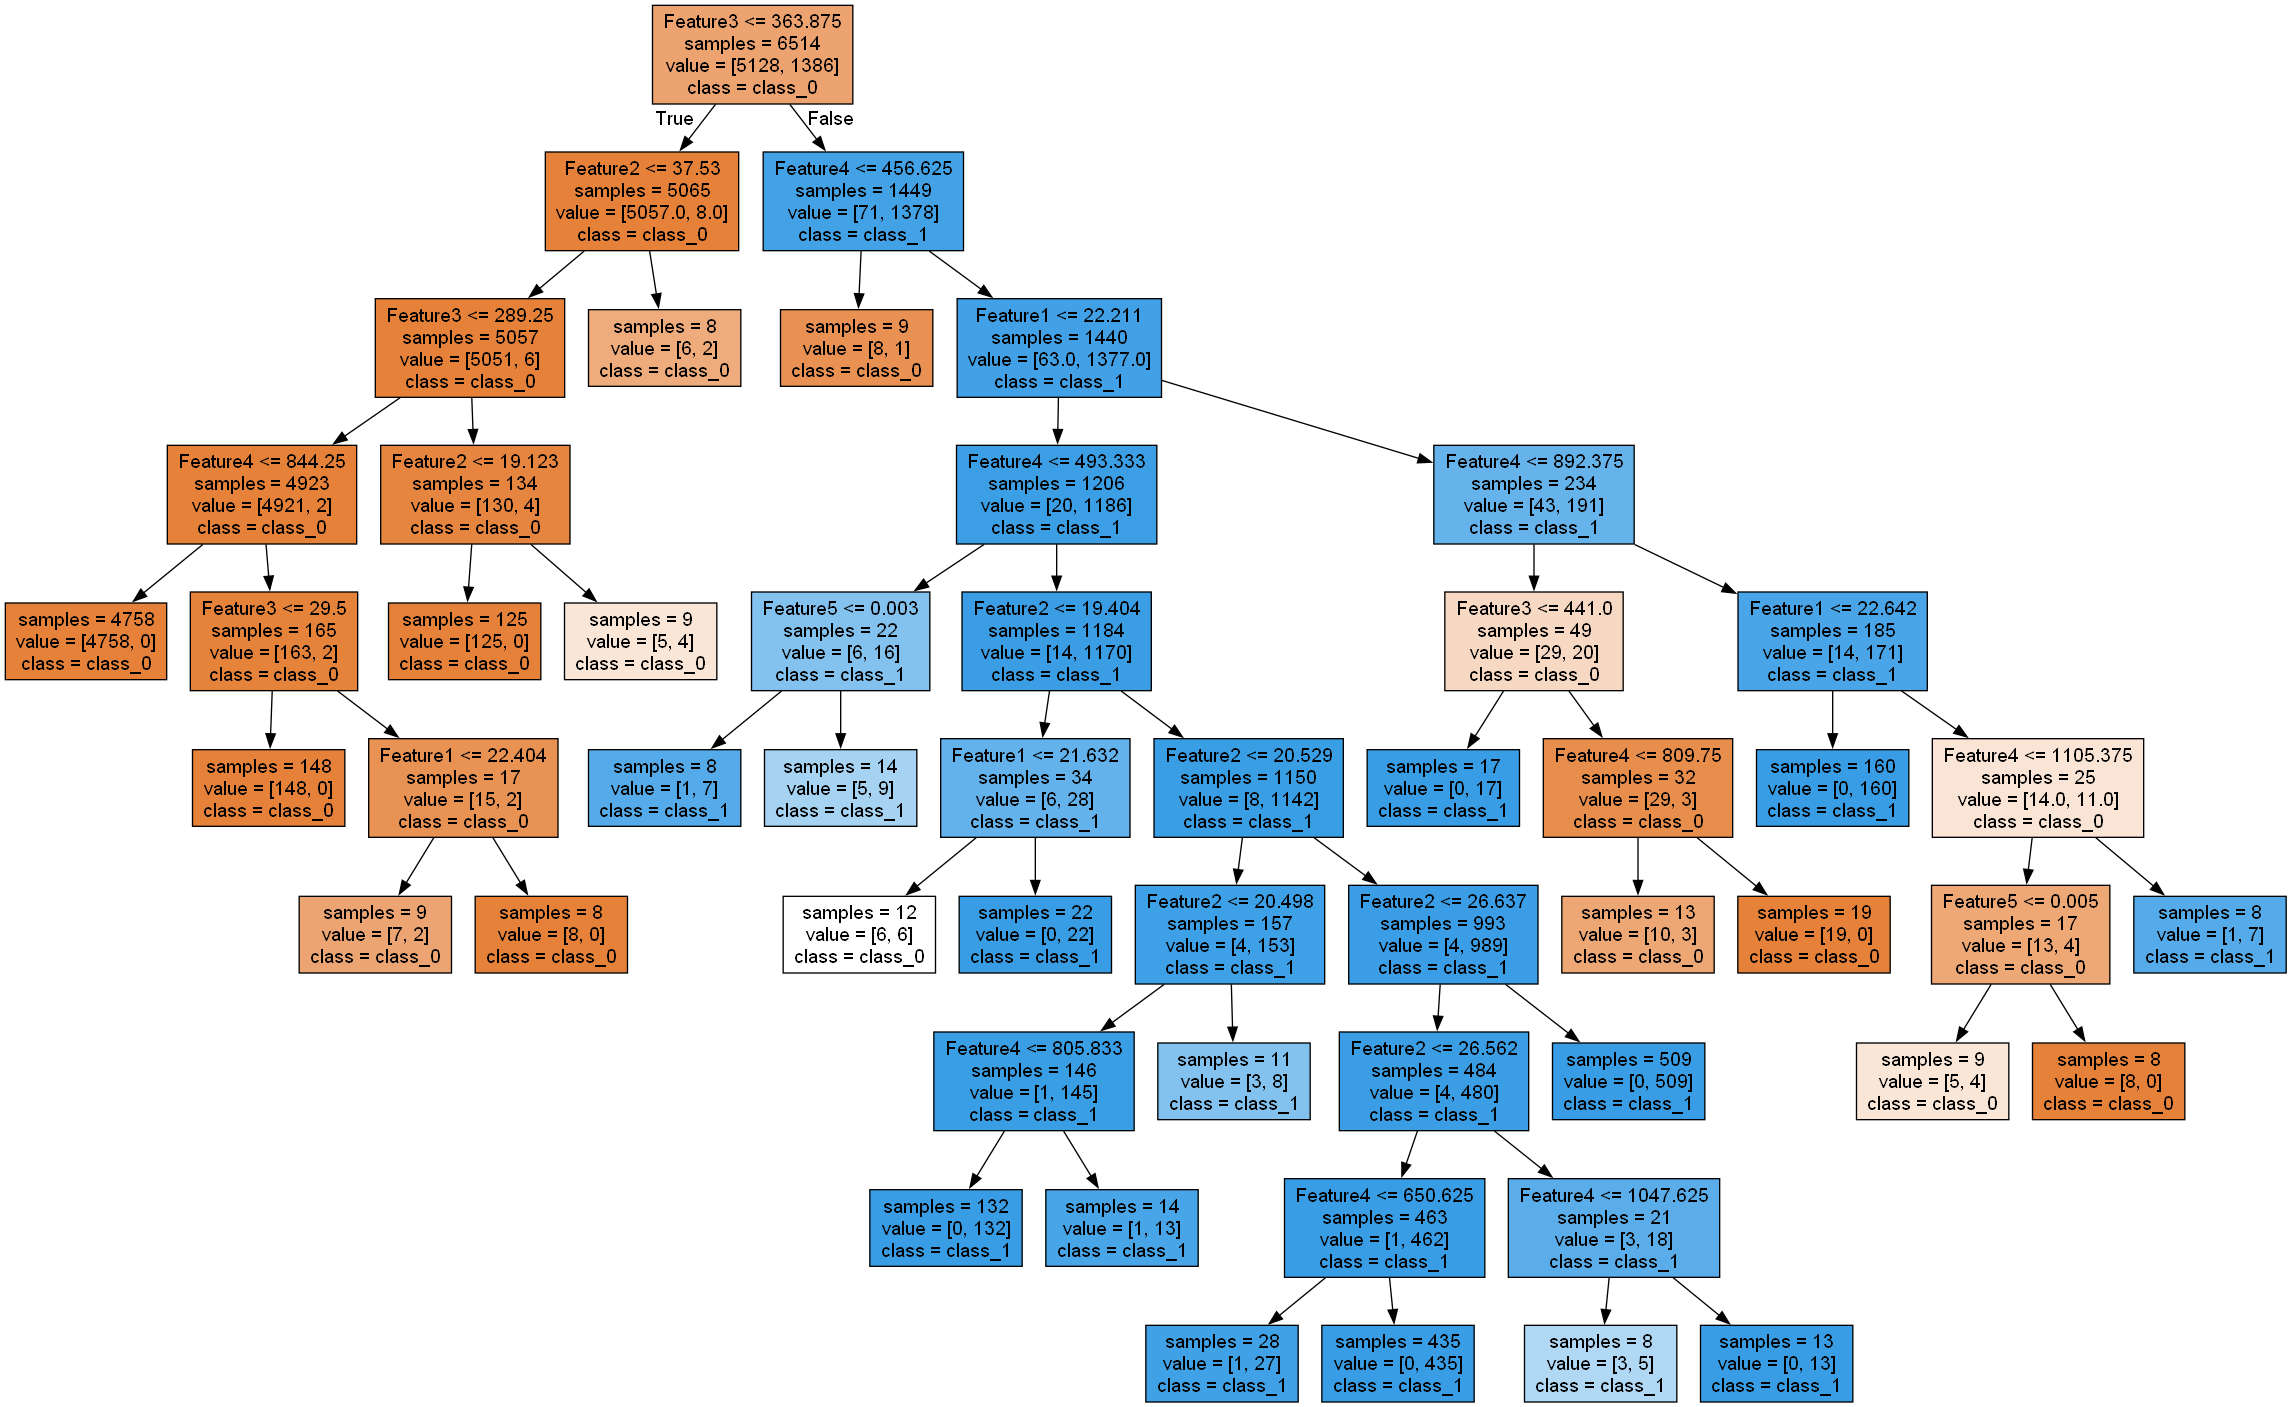 Feature3 <= 363.875
samples = 6514
value = [5128, 1386]
class = class_0
True
False
Feature2 <= 37.53
samples = 5065
value = [5057.0, 8.0]
class = class_0
Feature4 <= 456.625
samples = 1449
value = [71, 1378]
class = class_1
Feature3 <= 289.25
samples = 5057
value = [5051, 6]
class = class_0
samples = 8
value = [6, 2]
class = class_0
samples = 9
value = [8, 1]
class = class_0
Feature1 <= 22.211
samples = 1440
value = [63.0, 1377.0]
class = class_1
Feature4 <= 844.25
samples = 4923
value = [4921, 2]
class = class_0
Feature2 <= 19.123
samples = 134
value = [130, 4]
class = class_0
Feature4 <= 493.333
samples = 1206
value = [20, 1186]
class = class_1
Feature4 <= 892.375
samples = 234
value = [43, 191]
class = class_1
samples = 4758
value = [4758, 0]
class = class_0
Feature3 <= 29.5
samples = 165
value = [163, 2]
class = class_0
samples = 125
value = [125, 0]
class = class_0
samples = 9
value = [5, 4]
class = class_0
Feature5 <= 0.003
samples = 22
value = [6, 16]
class = class_1
Feature2 <= 19.404
samples = 1184
value = [14, 1170]
class = class_1
Feature3 <= 441.0
samples = 49
value = [29, 20]
class = class_0
Feature1 <= 22.642
samples = 185
value = [14, 171]
class = class_1
samples = 148
value = [148, 0]
class = class_0
Feature1 <= 22.404
samples = 17
value = [15, 2]
class = class_0
samples = 8
value = [1, 7]
class = class_1
samples = 14
value = [5, 9]
class = class_1
Feature1 <= 21.632
samples = 34
value = [6, 28]
class = class_1
Feature2 <= 20.529
samples = 1150
value = [8, 1142]
class = class_1
samples = 17
value = [0, 17]
class = class_1
Feature4 <= 809.75
samples = 32
value = [29, 3]
class = class_0
samples = 160
value = [0, 160]
class = class_1
Feature4 <= 1105.375
samples = 25
value = [14.0, 11.0]
class = class_0
samples = 9
value = [7, 2]
class = class_0
samples = 8
value = [8, 0]
class = class_0
samples = 12
value = [6, 6]
class = class_0
samples = 22
value = [0, 22]
class = class_1
Feature2 <= 20.498
samples = 157
value = [4, 153]
class = class_1
Feature2 <= 26.637
samples = 993
value = [4, 989]
class = class_1
samples = 13
value = [10, 3]
class = class_0
samples = 19
value = [19, 0]
class = class_0
Feature5 <= 0.005
samples = 17
value = [13, 4]
class = class_0
samples = 8
value = [1, 7]
class = class_1
Feature4 <= 805.833
samples = 146
value = [1, 145]
class = class_1
samples = 11
value = [3, 8]
class = class_1
Feature2 <= 26.562
samples = 484
value = [4, 480]
class = class_1
samples = 509
value = [0, 509]
class = class_1
samples = 9
value = [5, 4]
class = class_0
samples = 8
value = [8, 0]
class = class_0
samples = 132
value = [0, 132]
class = class_1
samples = 14
value = [1, 13]
class = class_1
Feature4 <= 650.625
samples = 463
value = [1, 462]
class = class_1
Feature4 <= 1047.625
samples = 21
value = [3, 18]
class = class_1
samples = 28
value = [1, 27]
class = class_1
samples = 435
value = [0, 435]
class = class_1
samples = 8
value = [3, 5]
class = class_1
samples = 13
value = [0, 13]
class = class_1